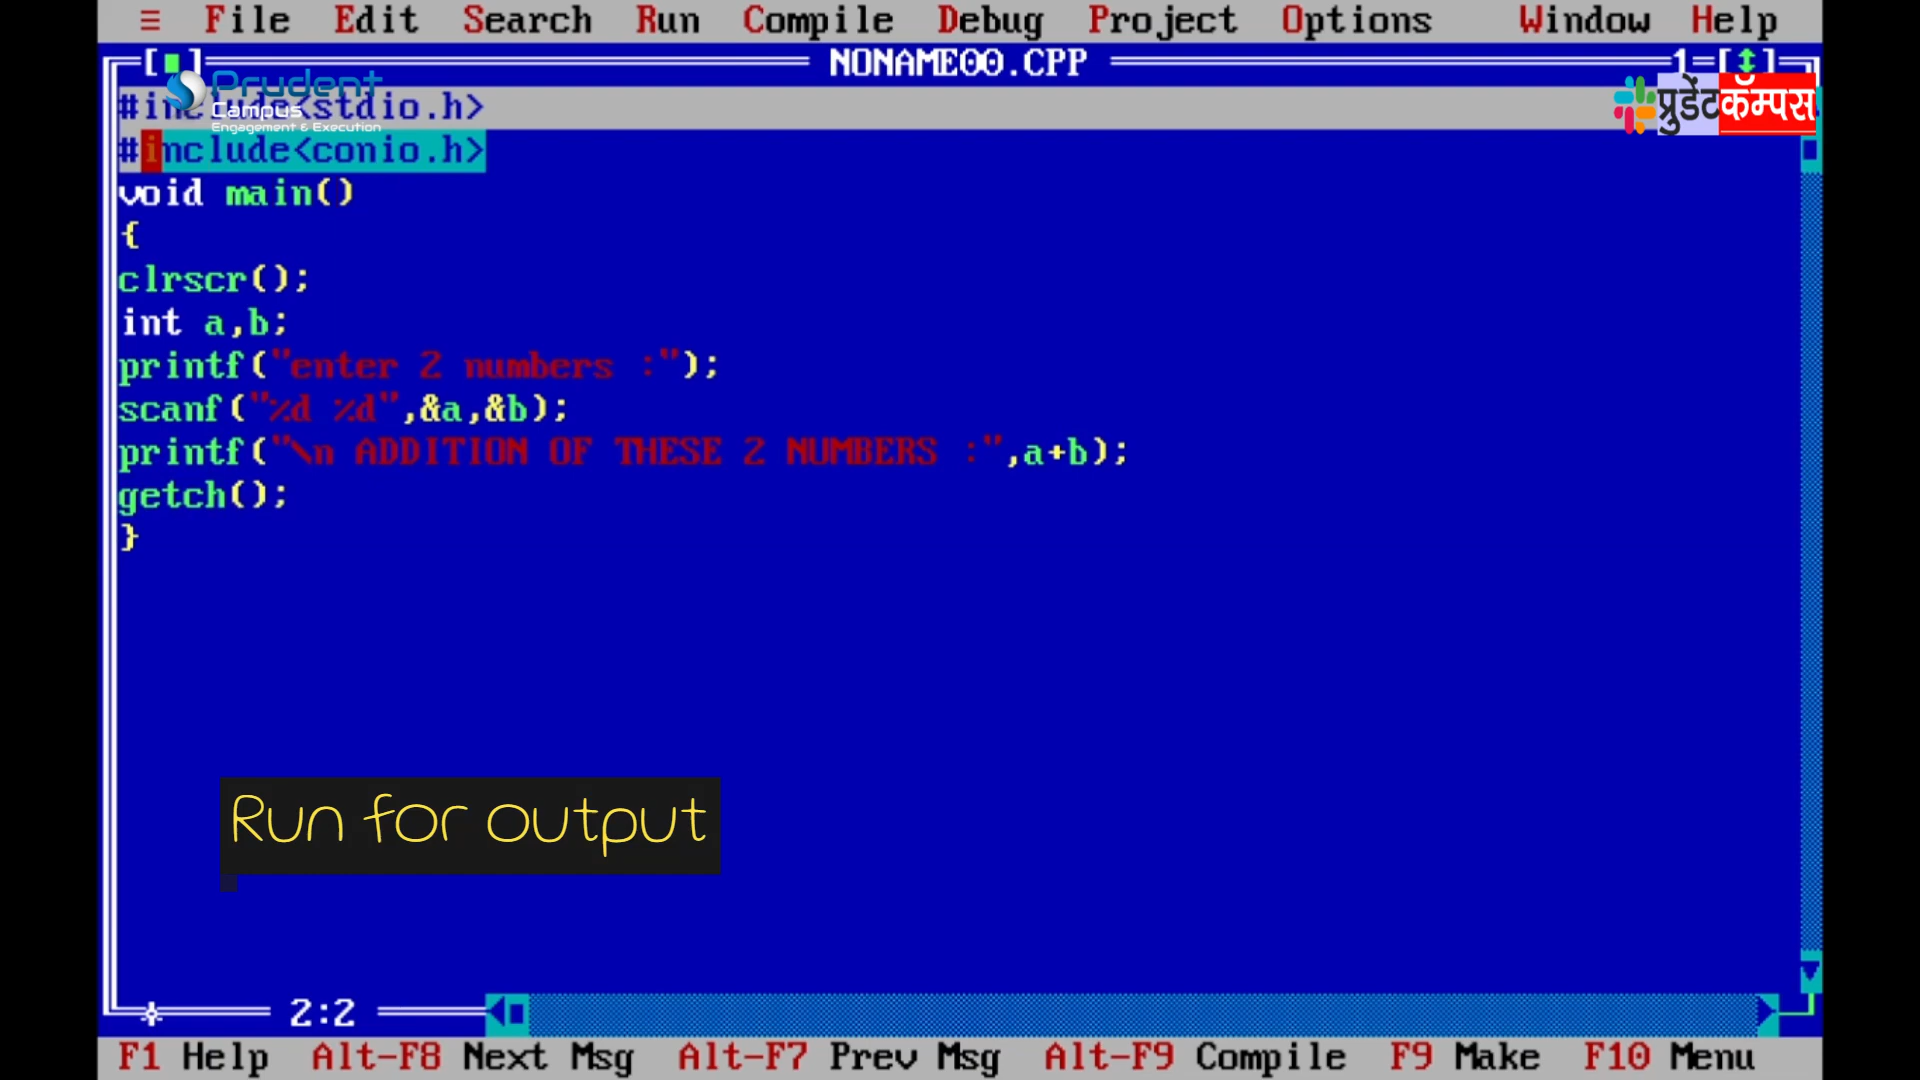 ≡ File Edit Search Run Compile Debug Project Options Window Help
[■] NONAME00.CPP 1=[↕]
Prudent
Campus
Engagement & Execution
प्रुडेंटकॅम्पस
#include<stdio.h>
#include<conio.h>
void main()
{
clrscr();
int a,b;
printf("enter 2 numbers :");
scanf("%d %d",&a,&b);
printf("\n ADDITION OF THESE 2 NUMBERS :",a+b);
getch();
}
Run for output
2:2
F1 Help Alt-F8 Next Msg Alt-F7 Prev Msg Alt-F9 Compile F9 Make F10 Menu